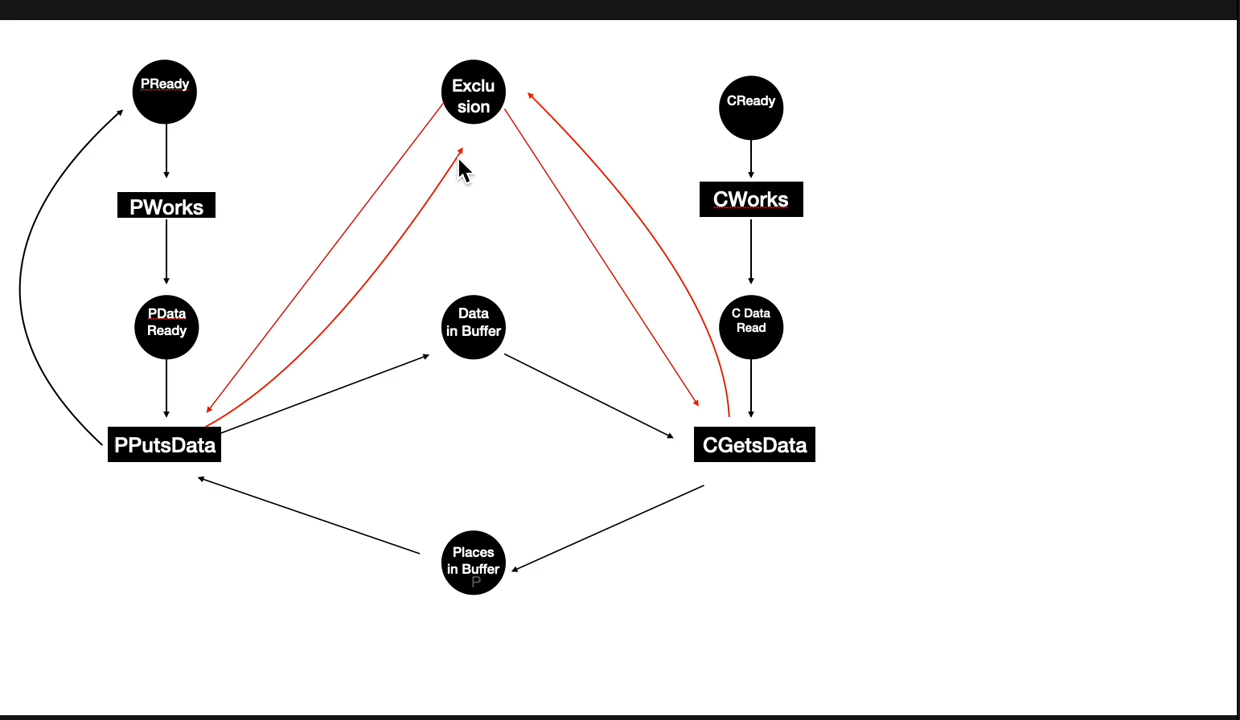 PReady
Exclu
sion
CReady
PWorks
CWorks
PData
Ready
Data
in Buffer
C Data
Read
PPutsData
CGetsData
Places
in Buffer
P